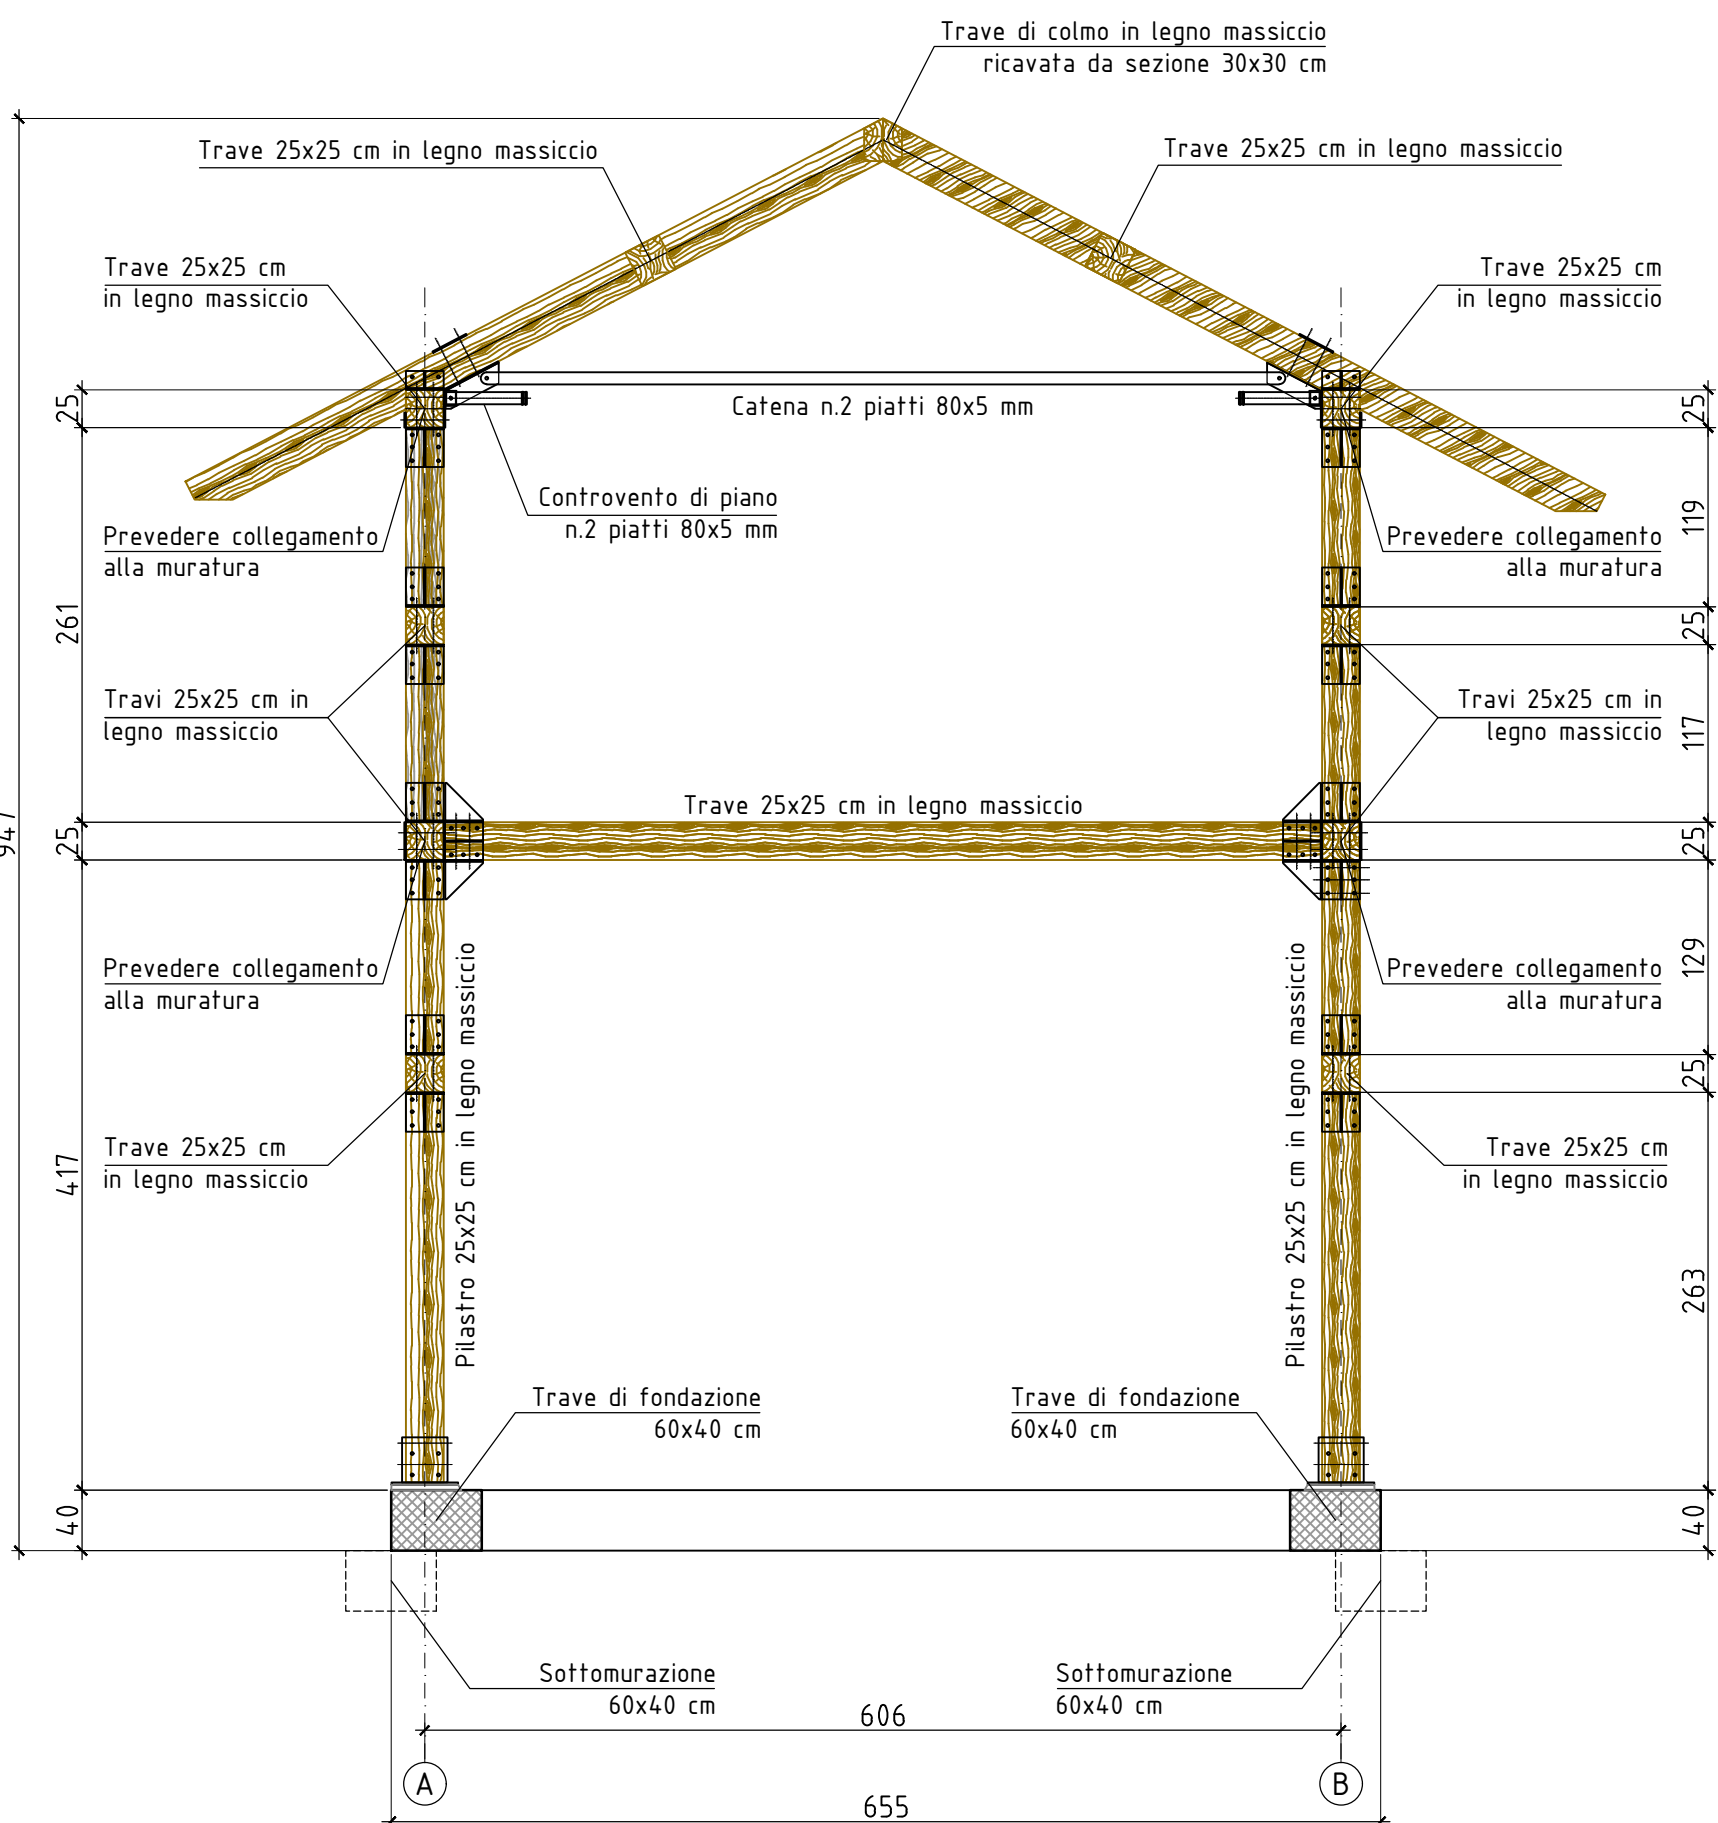 Trave di colmo in legno massiccio
ricavata da sezione 30x30 cm
Trave 25x25 cm in legno massiccio
Trave 25x25 cm in legno massiccio
Trave 25x25 cm
in legno massiccio
Trave 25x25 cm
in legno massiccio
25
Catena n.2 piatti 80x5 mm
25
Controvento di piano
n.2 piatti 80x5 mm
119
Prevedere collegamento
alla muratura
Prevedere collegamento
alla muratura
261
25
Travi 25x25 cm in
legno massiccio
Travi 25x25 cm in
legno massiccio
117
947
25
Trave 25x25 cm in legno massiccio
25
Prevedere collegamento
alla muratura
Pilastro 25x25 cm in legno massiccio
Pilastro 25x25 cm in legno massiccio
Prevedere collegamento
alla muratura
129
25
Trave 25x25 cm
in legno massiccio
Trave 25x25 cm
in legno massiccio
417
263
Trave di fondazione
60x40 cm
Trave di fondazione
60x40 cm
40
40
Sottomurazione
60x40 cm
Sottomurazione
60x40 cm
606
A
B
655